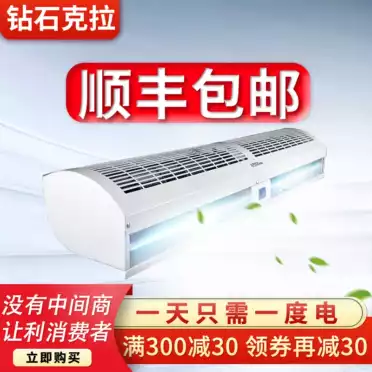 钻石克拉
顺丰包邮
没有中间商
让利消费者
立即购买
一天只需一度电
满300减30 领券再减30